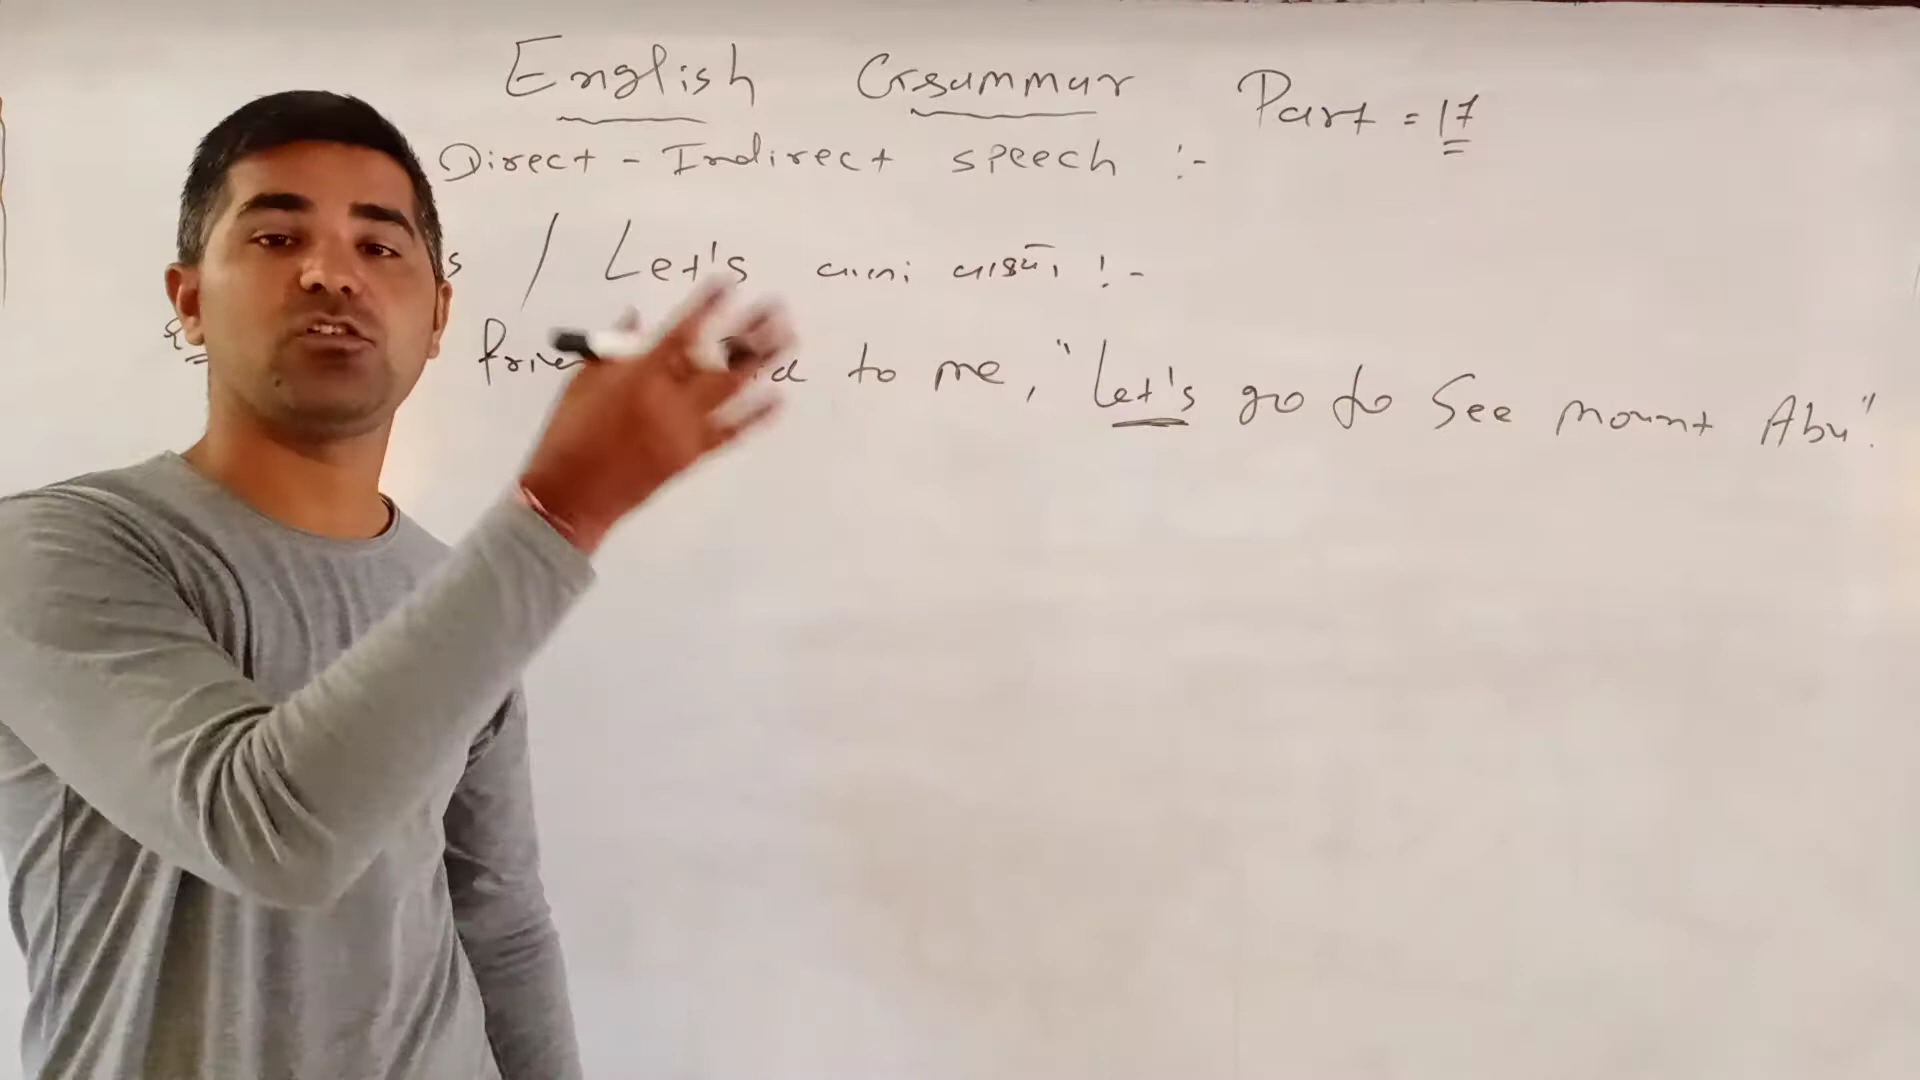 English Grammar Part = 17
Direct - Indirect speech :-
/ Let's वाले वाक्य :-
to me, "Let's go to See mount Abu".